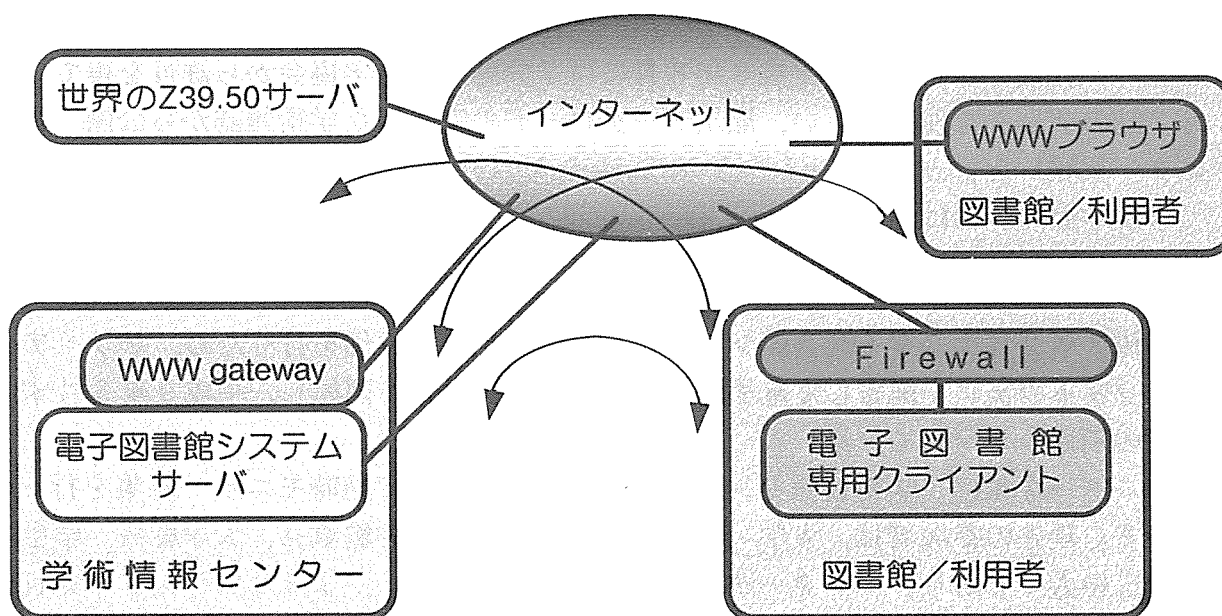 世界のZ39.50サーバ
インターネット
WWWブラウザ
図書館／利用者
WWW gateway
電子図書館システム
サーバ
学術情報センター
Firewall
電子図書館
専用クライアント
図書館／利用者